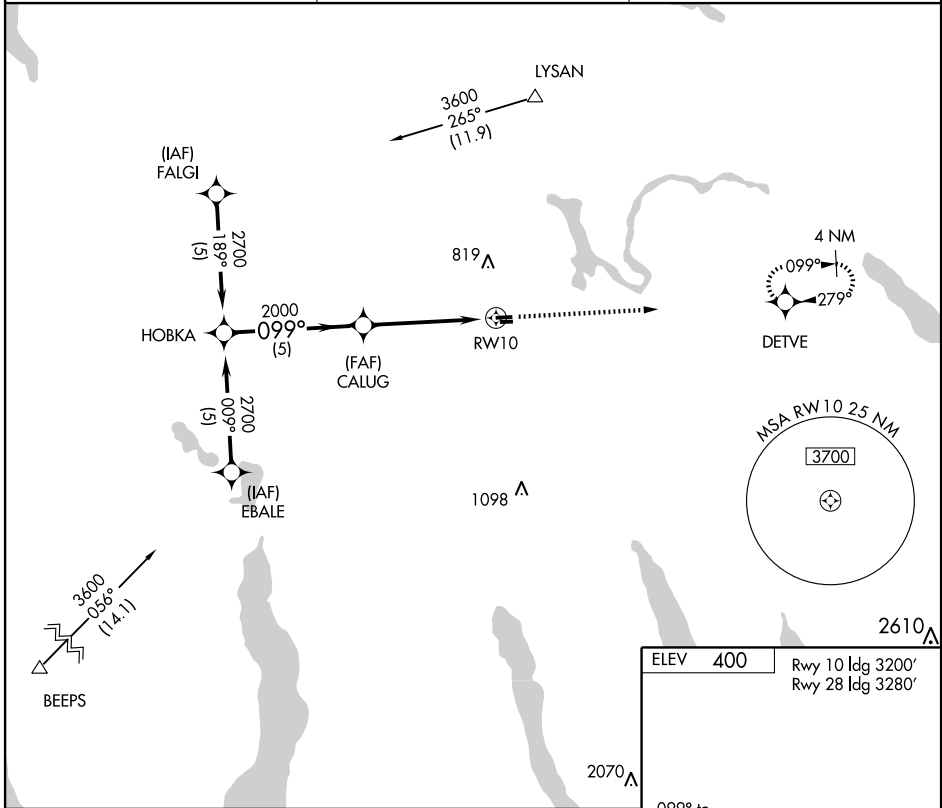 LYSAN
3600
265°
(11.9)
(IAF)
FALGI
2700
189°
(5)
819
4 NM
099°
279°
DETVE
HOBKA
2000
099°
(5)
(FAF)
CALUG
RW10
2700
009°
(5)
(IAF)
EBALE
MSA RW10 25 NM
3700
1098
3600
056°
(14.1)
BEEPS
2610
ELEV 400
Rwy 10 ldg 3200'
Rwy 28 ldg 3280'
2070
099° to